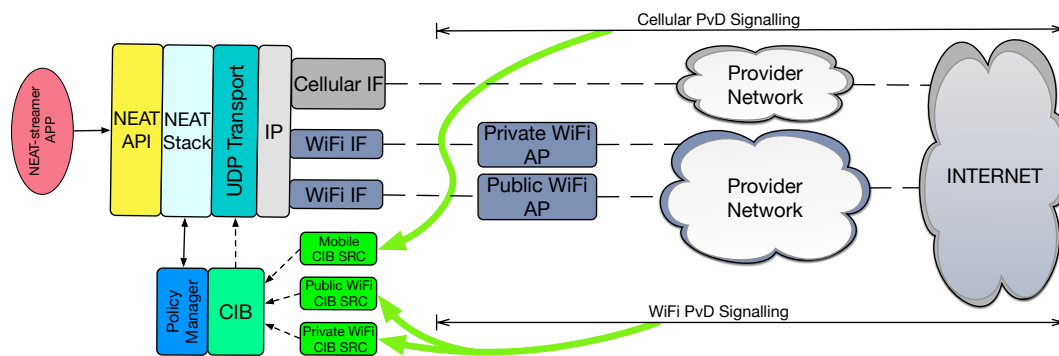 Cellular PvD Signalling
NEAT-streamer
APP
NEAT
API
NEAT
Stack
UDP Transport
IP
Cellular IF
WiFi IF
WiFi IF
Private WiFi
AP
Public WiFi
AP
Provider
Network
Provider
Network
INTERNET
Mobile
CIB SRC
Public WiFi
CIB SRC
Private WiFi
CIB SRC
Policy
Manager
CIB
WiFi PvD Signalling